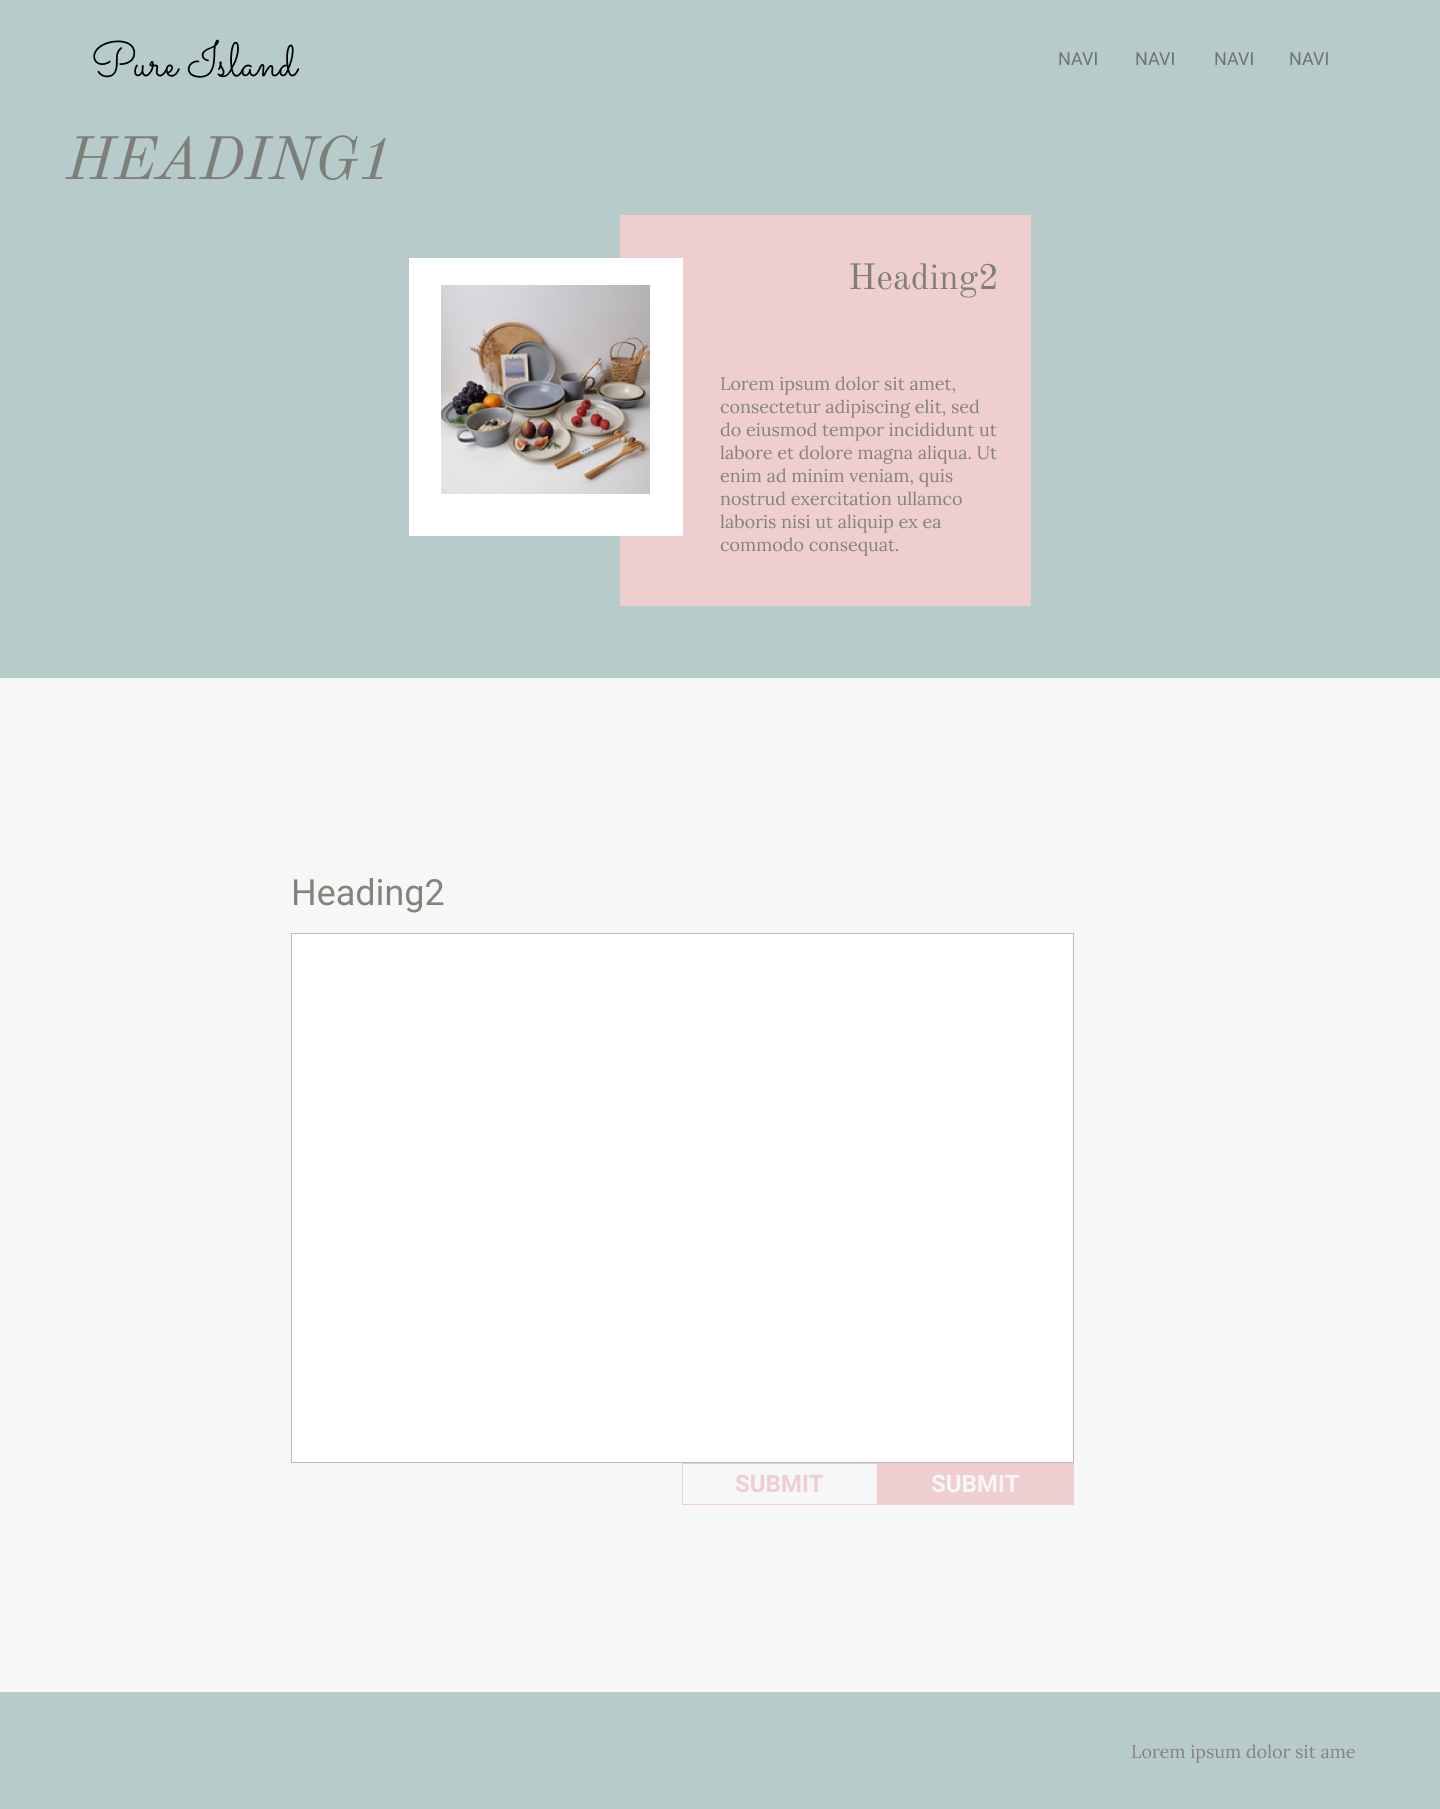 Pure Island
NAVI NAVI NAVI NAVI
HEADING1
Heading2
Lorem ipsum dolor sit amet,
consectetur adipiscing elit, sed
do eiusmod tempor incididunt ut
labore et dolore magna aliqua. Ut
enim ad minim veniam, quis
nostrud exercitation ullamco
laboris nisi ut aliquip ex ea
commodo consequat.
Heading2
SUBMIT SUBMIT
Lorem ipsum dolor sit ame